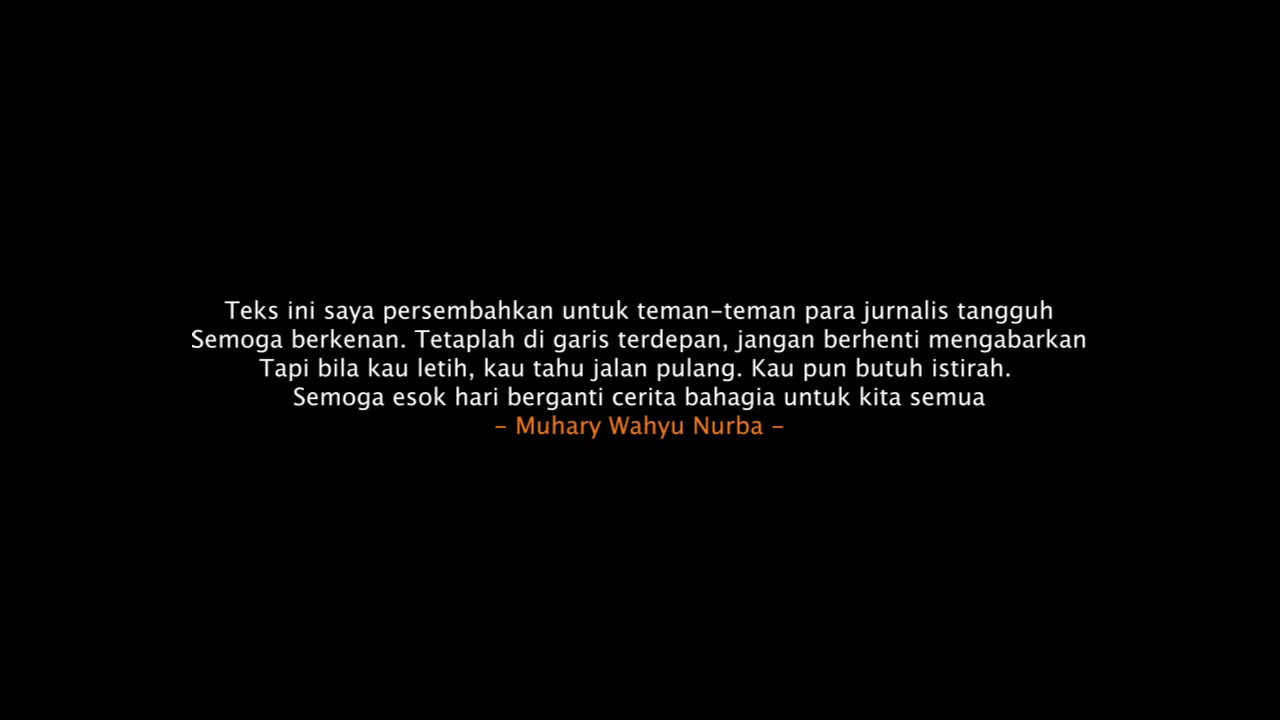 Teks ini saya persembahkan untuk teman-teman para jurnalis tangguh
Semoga berkenan. Tetaplah di garis terdepan, jangan berhenti mengabarkan
Tapi bila kau letih, kau tahu jalan pulang. Kau pun butuh istirah.
Semoga esok hari berganti cerita bahagia untuk kita semua
- Muhary Wahyu Nurba -